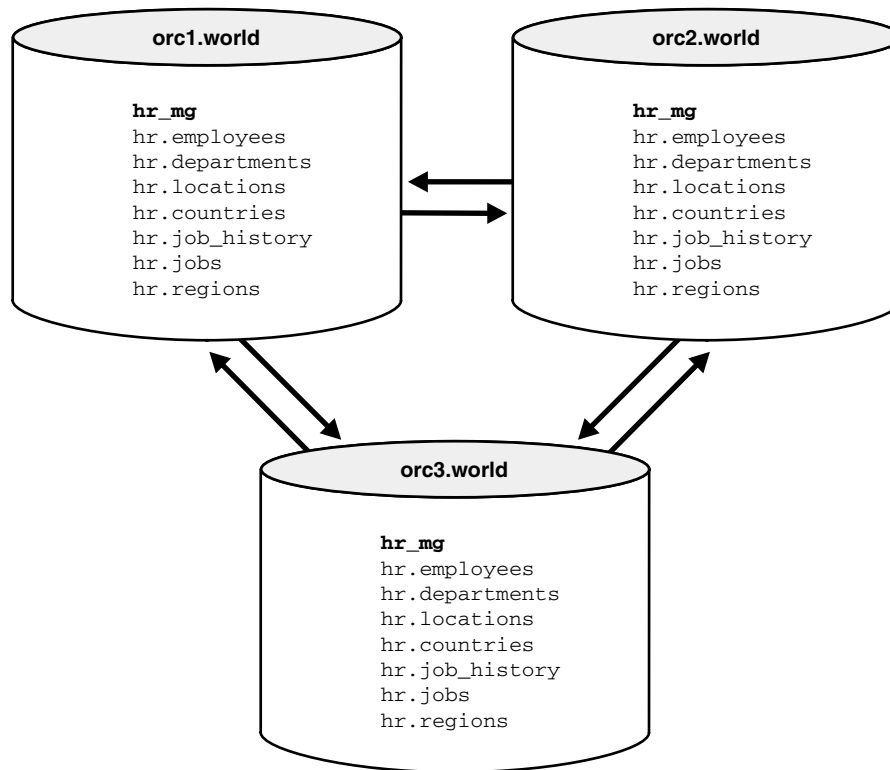 orc1.world
hr_mg
hr.employees
hr.departments
hr.locations
hr.countries
hr.job_history
hr.jobs
hr.regions
orc2.world
hr_mg
hr.employees
hr.departments
hr.locations
hr.countries
hr.job_history
hr.jobs
hr.regions
orc3.world
hr_mg
hr.employees
hr.departments
hr.locations
hr.countries
hr.job_history
hr.jobs
hr.regions